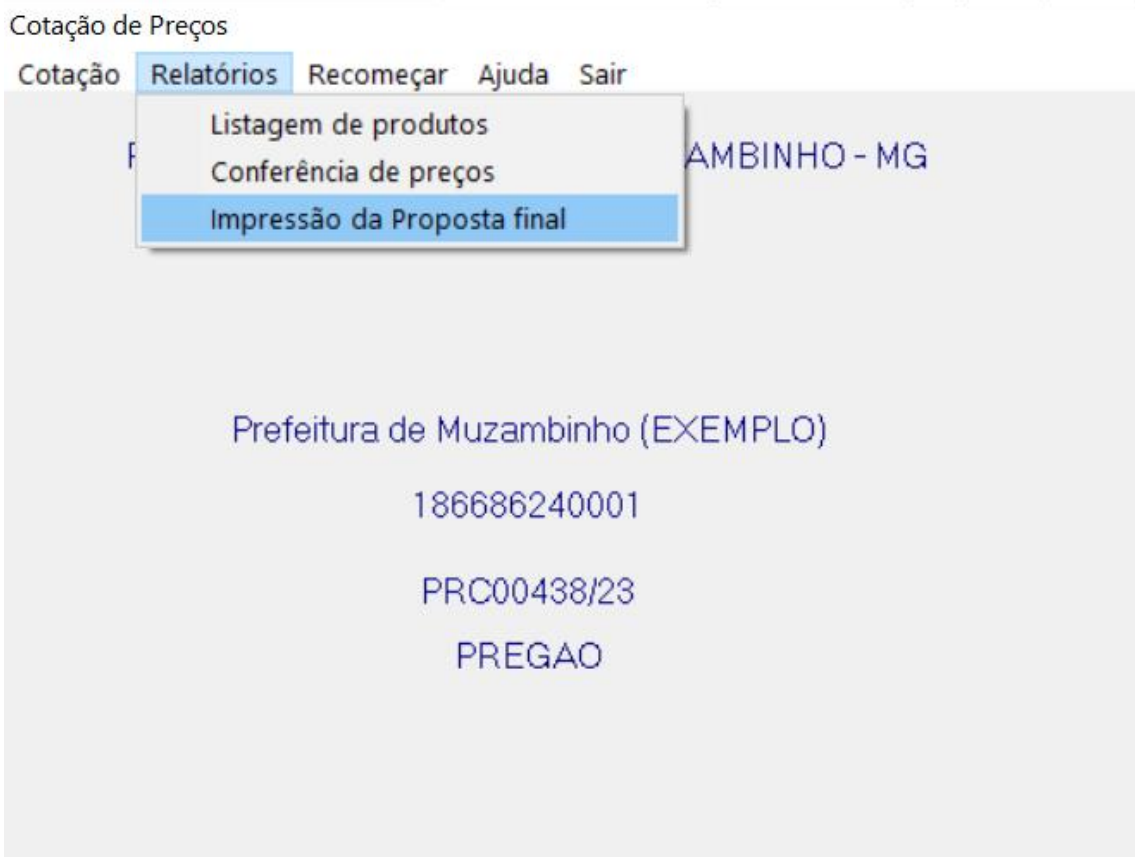 Cotação de Preços
Cotação Relatórios Recomeçar Ajuda Sair
Listagem de produtos
AMBINHO - MG
Conferência de preços
Impressão da Proposta final
Prefeitura de Muzambinho (EXEMPLO)
186686240001
PRC00438/23
PREGAO